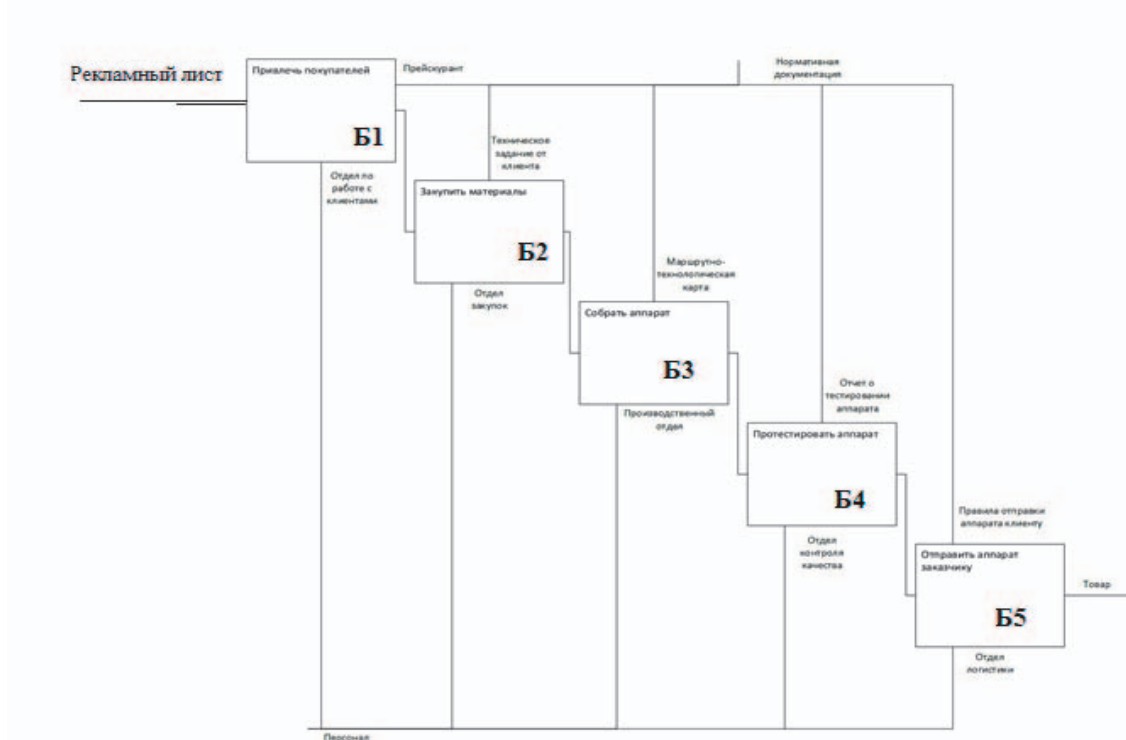 Рекламный лист
Привлечь покупателей
Б1
Прейскурант
Нормативная
документация
Отдел по
работе с
клиентами
Техническое
задание от
клиента
Закупить материалы
Б2
Отдел
закупок
Маршрутно-
технологическая
карта
Собрать аппарат
Б3
Производственный
отдел
Отчет о
тестировании
аппарата
Протестировать аппарат
Б4
Отдел
контроля
качества
Правила отправки
аппарата клиенту
Отправить аппарат
заказчику
Б5
Товар
Отдел
логистики
Персонал